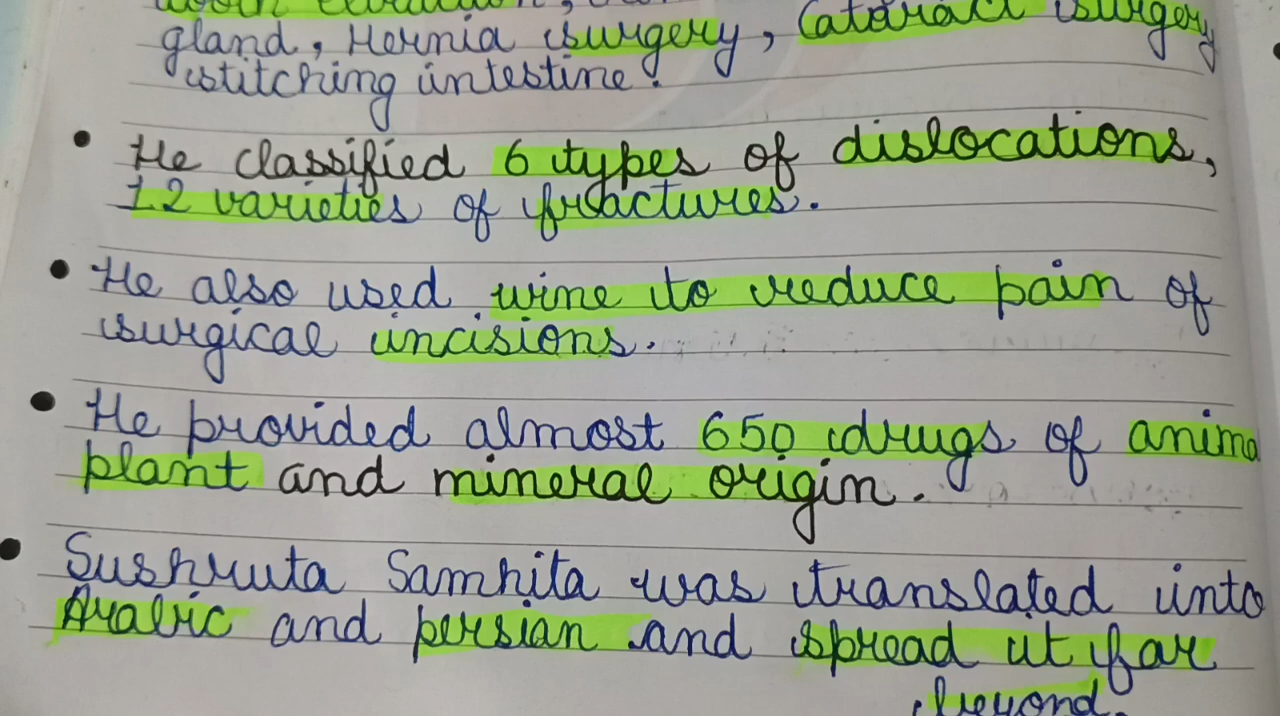 gland, Hernia surgery, Cataract surgery
stitching intestine.
• He classified 6 types of dislocations,
12 varieties of fractures.
• He also used wine to reduce pain of
surgical incisions.
• He provided almost 650 drugs of anima
plant and mineral origin.
• Sushruta Samhita was translated into
Arabic and persian and spread it far
beyond.